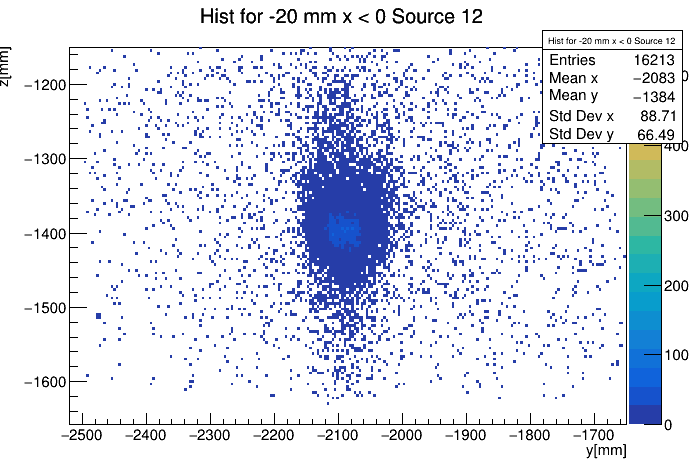 Hist for -20 mm x < 0 Source 12
z[mm]
Hist for -20 mm x < 0 Source 12
Entries 16213
Mean x −2083
Mean y −1384
Std Dev x 88.71
Std Dev y 66.49
−1200
−1300
−1400
−1500
−1600
0
400
300
200
100
0
−2500 −2400 −2300 −2200 −2100 −2000 −1900 −1800 −1700
y[mm]